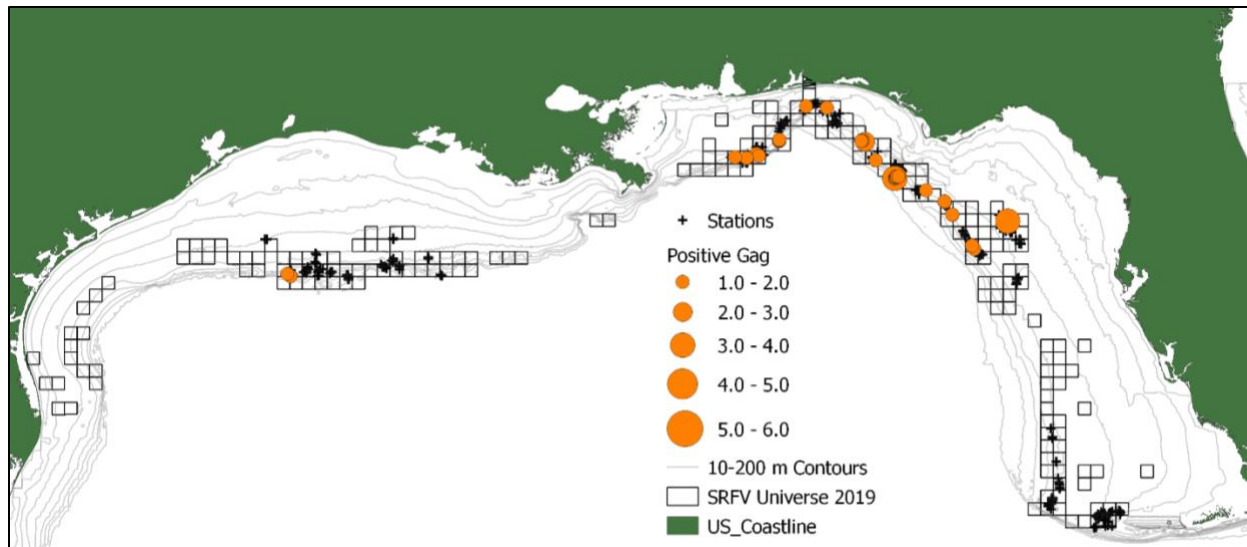 Stations
Positive Gag
1.0 - 2.0
2.0 - 3.0
3.0 - 4.0
4.0 - 5.0
5.0 - 6.0
10-200 m Contours
SRFV Universe 2019
US_Coastline